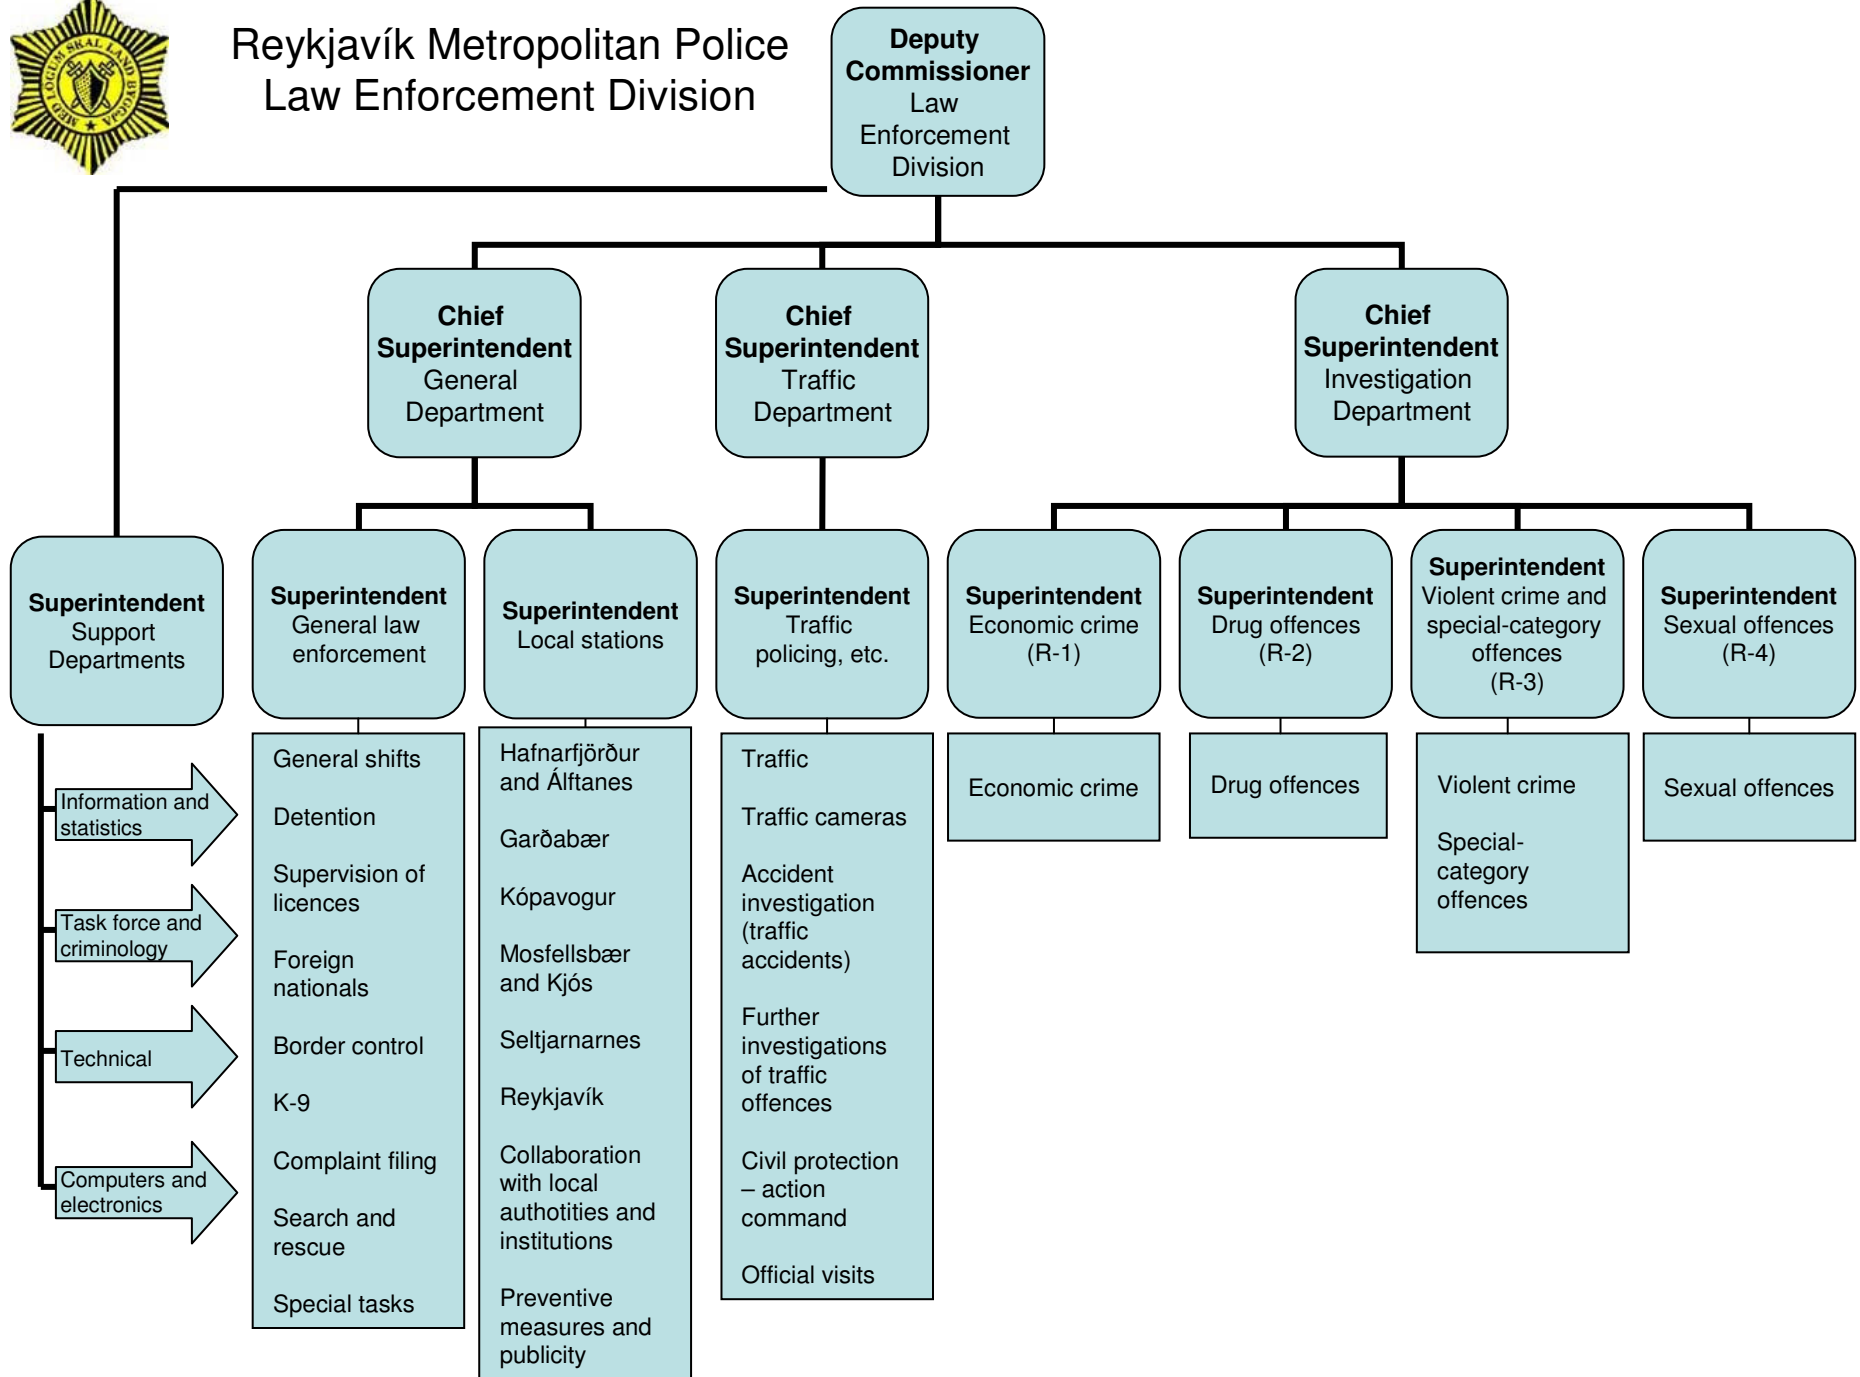 Reykjavík Metropolitan Police
Law Enforcement Division
MEÐ LÖGUM SKAL LAND BYGGJA
Deputy
Commissioner
Law
Enforcement
Division
Chief
Superintendent
General
Department
Chief
Superintendent
Traffic
Department
Chief
Superintendent
Investigation
Department
Superintendent
Support
Departments
Superintendent
General law
enforcement
Superintendent
Local stations
Superintendent
Traffic
policing, etc.
Superintendent
Economic crime
(R-1)
Superintendent
Drug offences
(R-2)
Superintendent
Violent crime and
special-category
offences
(R-3)
Superintendent
Sexual offences
(R-4)
Information and
statistics
Task force and
criminology
Technical
Computers and
electronics
General shifts
Detention
Supervision of
licences
Foreign
nationals
Border control
K-9
Complaint filing
Search and
rescue
Special tasks
Hafnarfjörður
and Álftanes
Garðabær
Kópavogur
Mosfellsbær
and Kjós
Seltjarnarnes
Reykjavík
Collaboration
with local
authotities and
institutions
Preventive
measures and
publicity
Traffic
Traffic cameras
Accident
investigation
(traffic
accidents)
Further
investigations
of traffic
offences
Civil protection
– action
command
Official visits
Economic crime
Drug offences
Violent crime
Special-
category
offences
Sexual offences